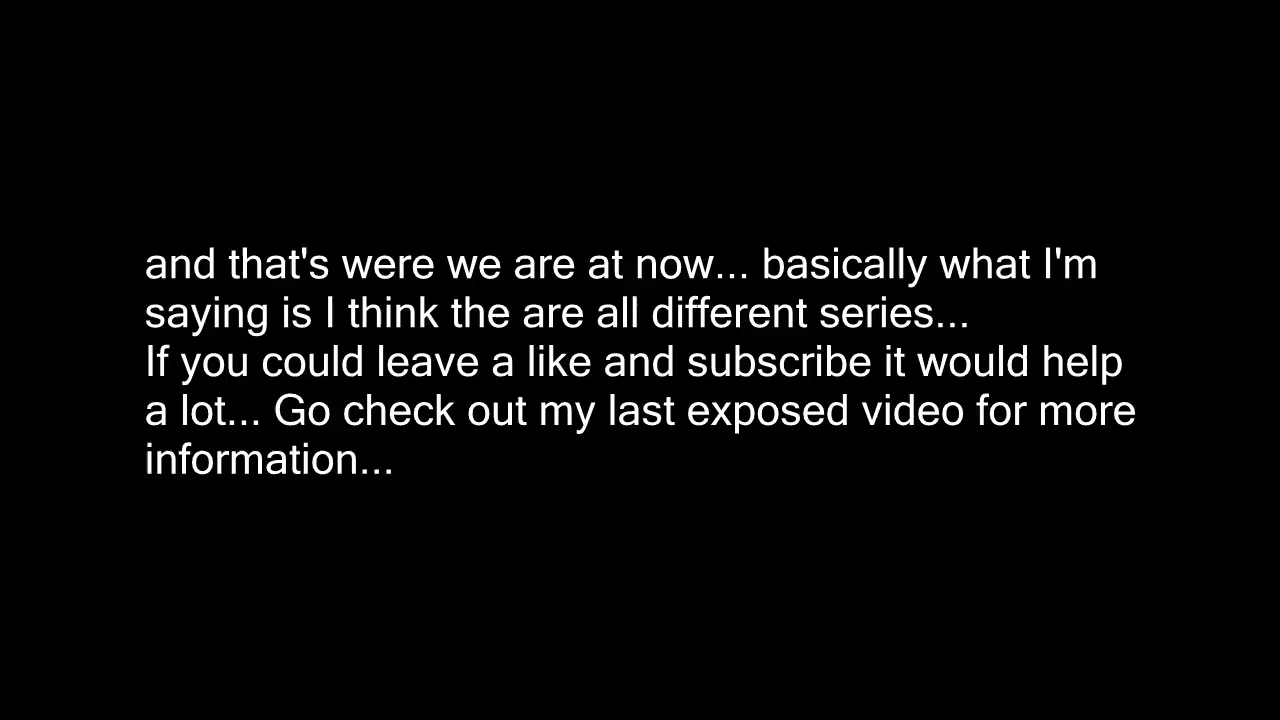 and that's were we are at now... basically what I'm
saying is I think the are all different series...
If you could leave a like and subscribe it would help
a lot... Go check out my last exposed video for more
information...